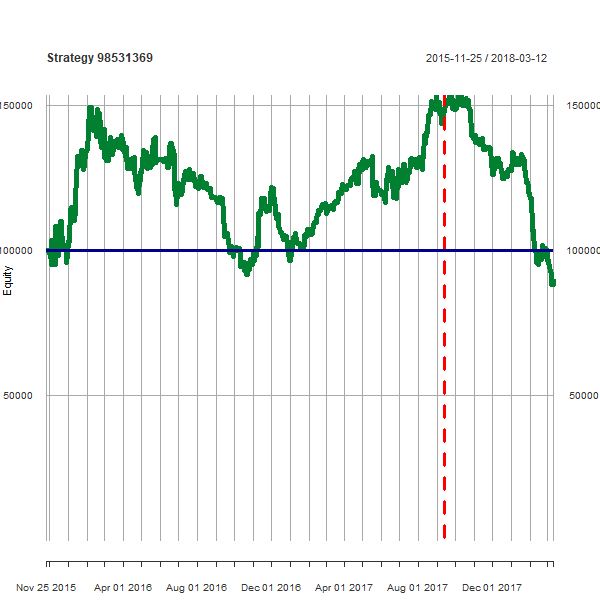 Strategy 98531369
2015-11-25 / 2018-03-12
150000
150000
100000
100000
Equity
50000
50000
Nov 25 2015
Apr 01 2016
Aug 01 2016
Dec 01 2016
Apr 01 2017
Aug 01 2017
Dec 01 2017